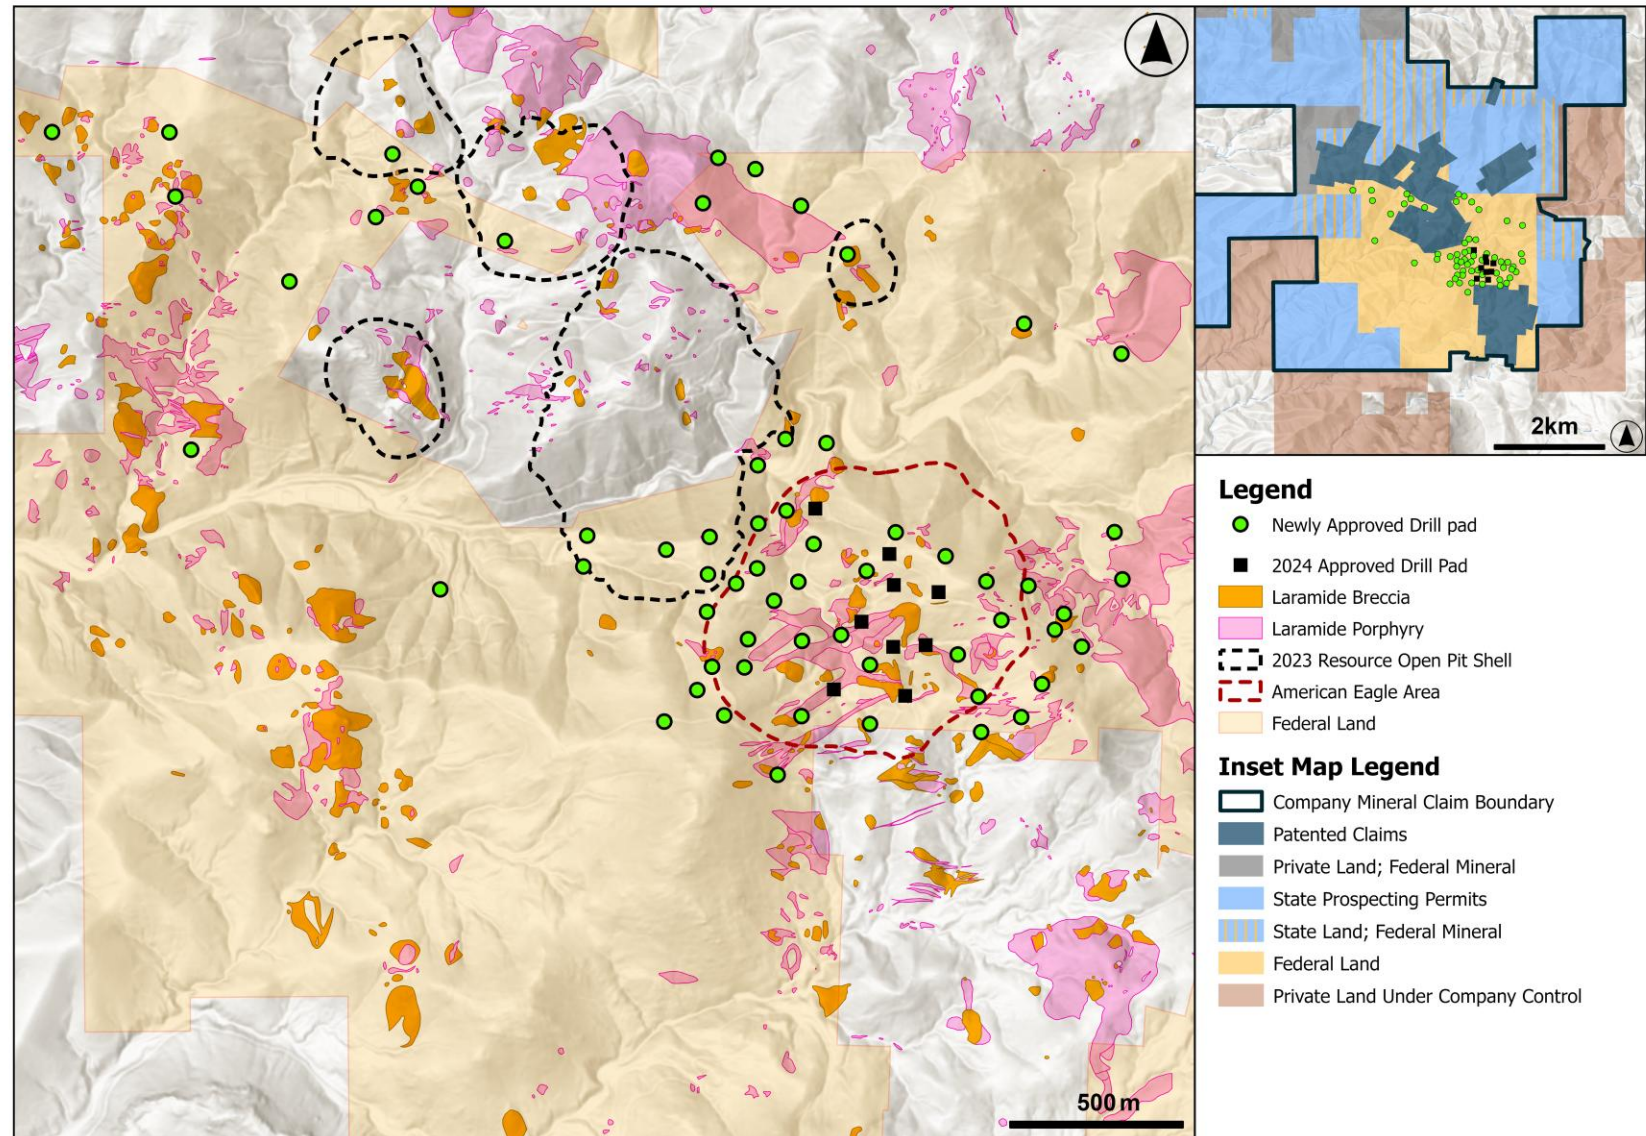 2km
Legend
Newly Approved Drill pad
2024 Approved Drill Pad
Laramide Breccia
Laramide Porphyry
2023 Resource Open Pit Shell
American Eagle Area
Federal Land
Inset Map Legend
Company Mineral Claim Boundary
Patented Claims
Private Land; Federal Mineral
State Prospecting Permits
State Land; Federal Mineral
Federal Land
Private Land Under Company Control
500 m